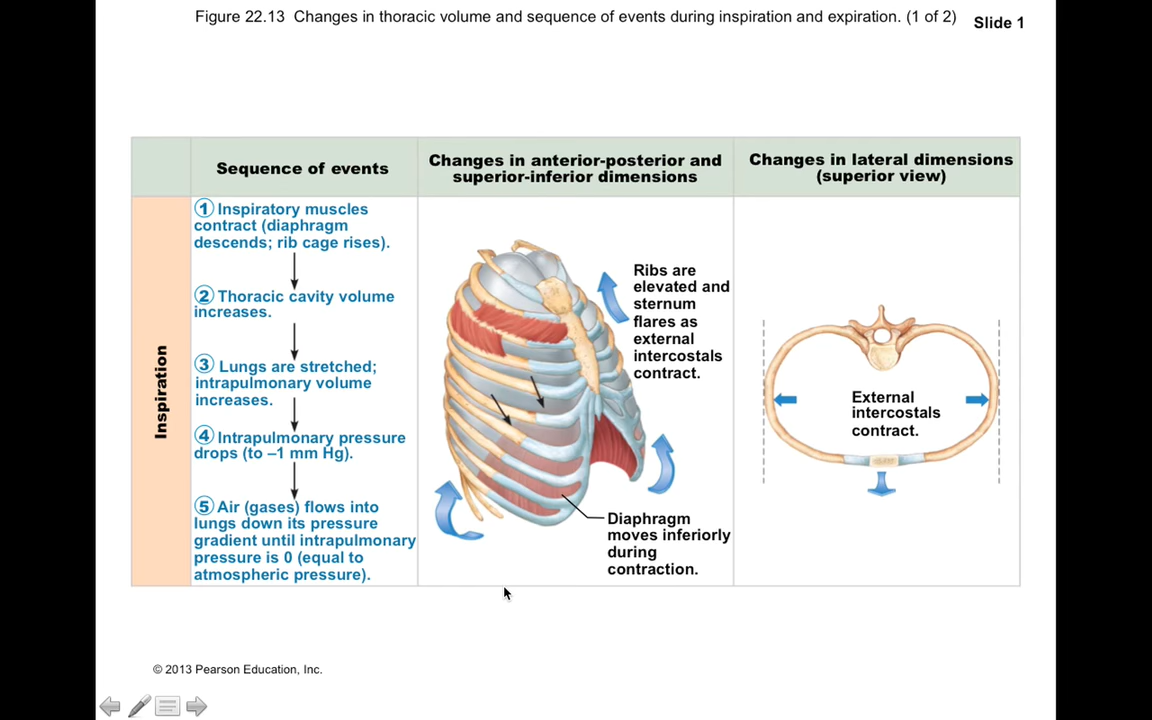 Figure 22.13 Changes in thoracic volume and sequence of events during inspiration and expiration. (1 of 2)
Slide 1
Sequence of events
Changes in anterior-posterior and
superior-inferior dimensions
Changes in lateral dimensions
(superior view)
Inspiration
1 Inspiratory muscles
contract (diaphragm
descends; rib cage rises).
2 Thoracic cavity volume
increases.
3 Lungs are stretched;
intrapulmonary volume
increases.
4 Intrapulmonary pressure
drops (to –1 mm Hg).
5 Air (gases) flows into
lungs down its pressure
gradient until intrapulmonary
pressure is 0 (equal to
atmospheric pressure).
Ribs are
elevated and
sternum
flares as
external
intercostals
contract.
Diaphragm
moves inferiorly
during
contraction.
External
intercostals
contract.
© 2013 Pearson Education, Inc.